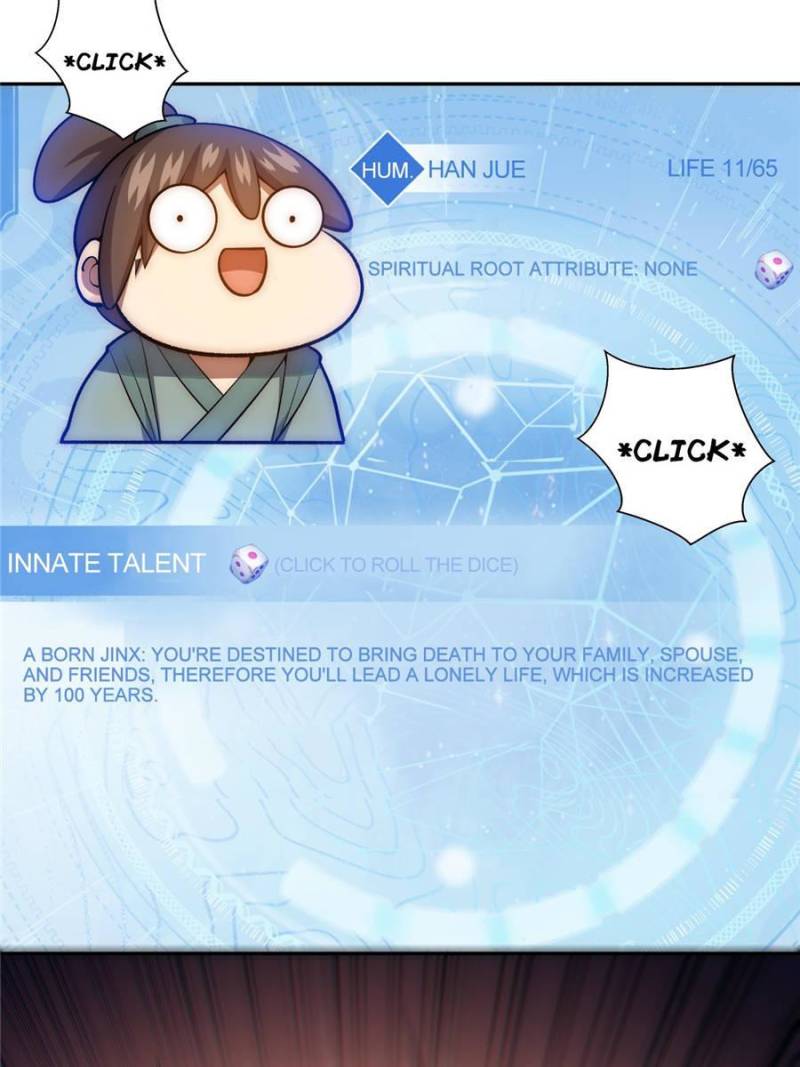 *CLICK*
HUM. HAN JUE
LIFE 11/65
SPIRITUAL ROOT ATTRIBUTE: NONE
*CLICK*
INNATE TALENT (CLICK TO ROLL THE DICE)
A BORN JINX: YOU'RE DESTINED TO BRING DEATH TO YOUR FAMILY, SPOUSE,
AND FRIENDS, THEREFORE YOU'LL LEAD A LONELY LIFE, WHICH IS INCREASED
BY 100 YEARS.